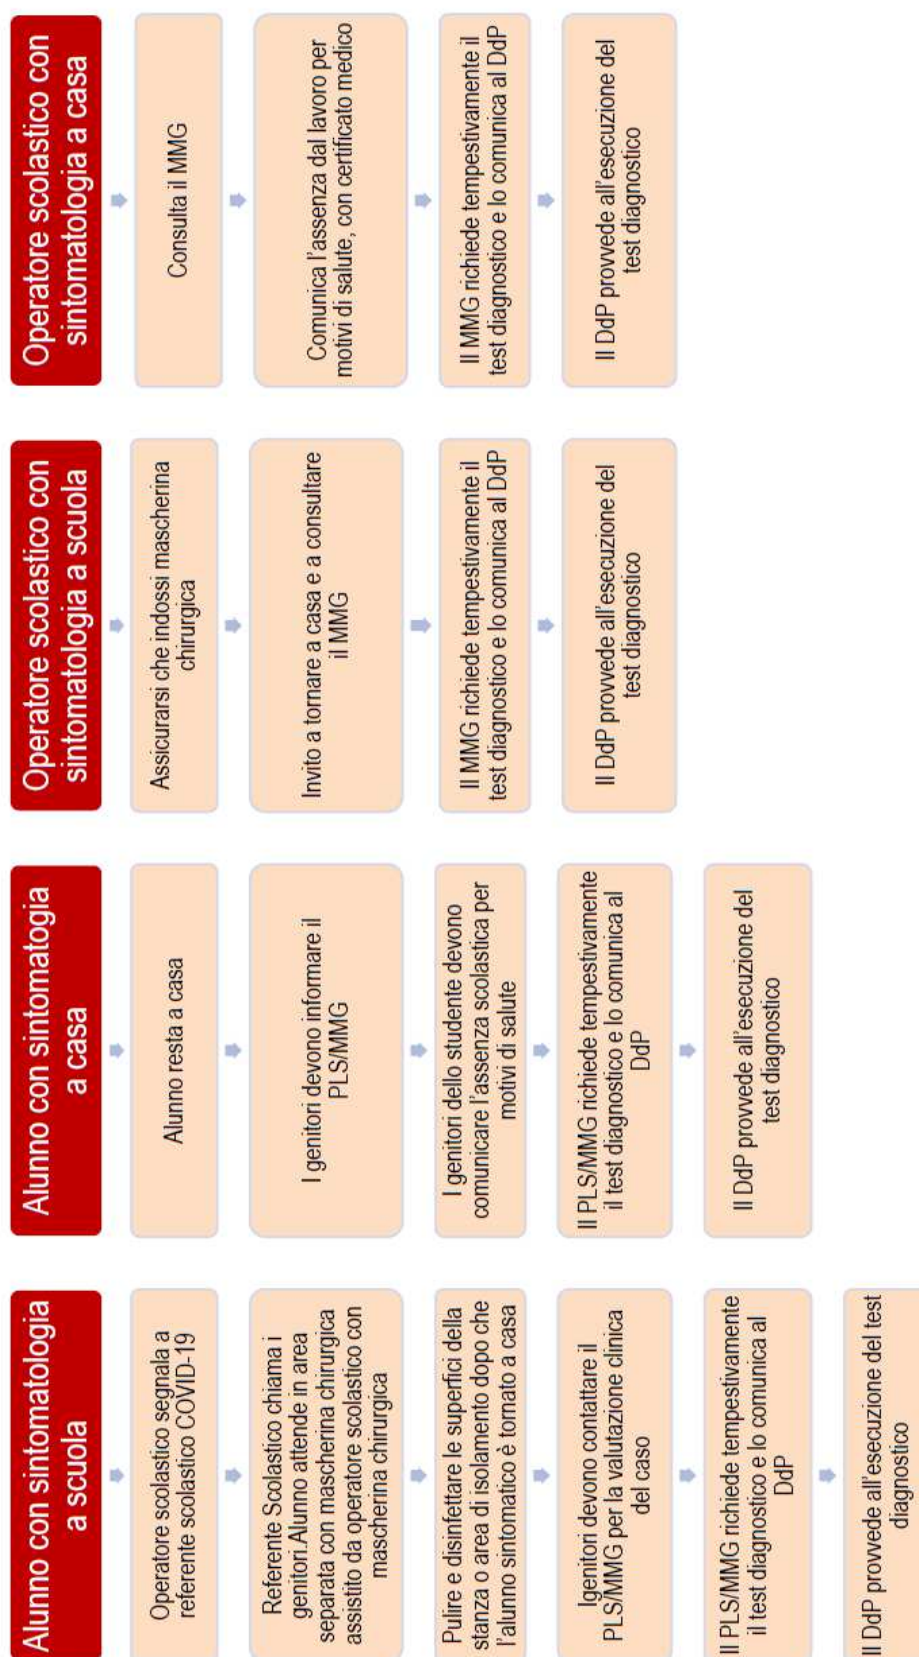 Alunno con sintomatologia
a scuola
Operatore scolastico segnala a
referente scolastico COVID-19
Referente Scolastico chiama i
genitori.Alunno attende in area
separata con mascherina chirurgica
assistito da operatore scolastico con
mascherina chirurgica
Pulire e disinfettare le superfici della
stanza o area di isolamento dopo che
l'alunno sintomatico è tornato a casa
Igenitori devono contattare il
PLS/MMG per la valutazione clinica
del caso
Il PLS/MMG richiede tempestivamente
il test diagnostico e lo comunica al
DdP
Il DdP provvede all'esecuzione del test
diagnostico
Alunno con sintomatogia
a casa
Alunno resta a casa
I genitori devono informare il
PLS/MMG
I genitori dello studente devono
comunicare l'assenza scolastica per
motivi di salute
Il PLS/MMG richiede tempestivamente
il test diagnostico e lo comunica al
DdP
Il DdP provvede all'esecuzione del
test diagnostico
Operatore scolastico con
sintomatologia a scuola
Assicurarsi che indossi mascherina
chirurgica
Invito a tornare a casa e a consultare
il MMG
Il MMG richiede tempestivamente il
test diagnostico e lo comunica al DdP
Il DdP provvede all'esecuzione del
test diagnostico
Operatore scolastico con
sintomatologia a casa
Consulta il MMG
Comunica l'assenza dal lavoro per
motivi di salute, con certificato medico
Il MMG richiede tempestivamente il
test diagnostico e lo comunica al DdP
Il DdP provvede all'esecuzione del
test diagnostico